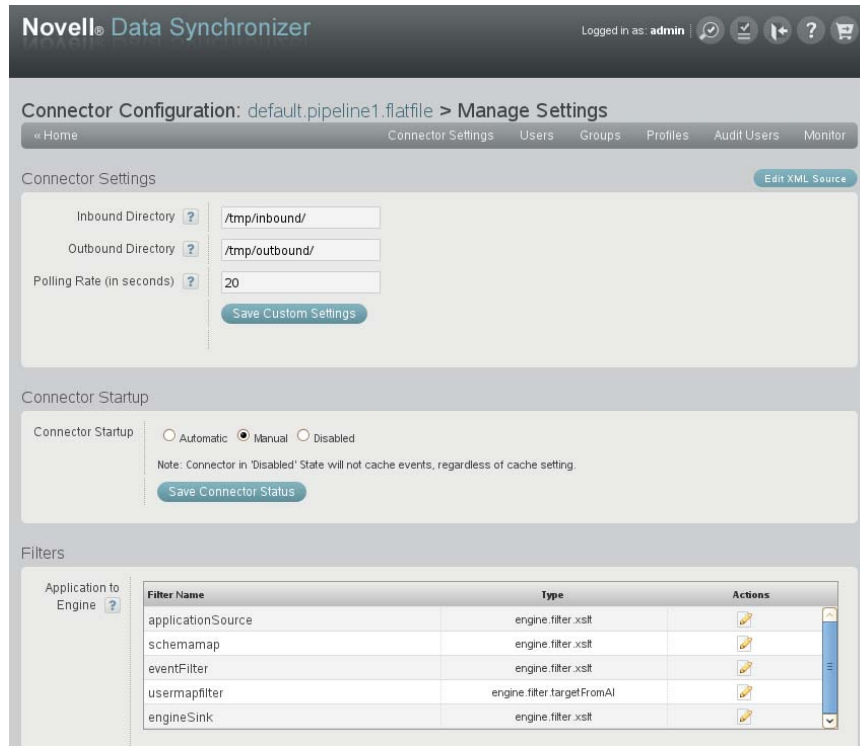 Novell® Data Synchronizer
Logged in as: admin
?
Connector Configuration: default.pipeline1.flatfile > Manage Settings
« Home Connector Settings Users Groups Profiles Audit Users Monitor
Connector Settings
Edit XML Source
Inbound Directory ? /tmp/inbound/
Outbound Directory ? /tmp/outbound/
Polling Rate (in seconds) ? 20
Save Custom Settings
Connector Startup
Connector Startup Automatic Manual Disabled
Note: Connector in 'Disabled' State will not cache events, regardless of cache setting.
Save Connector Status
Filters
Application to
Engine ?
Filter Name Type Actions
applicationSource engine.filter.xslt
schemamap engine.filter.xslt
eventFilter engine.filter.xslt
usermapfilter engine.filter.targetFromAI
engineSink engine.filter.xslt